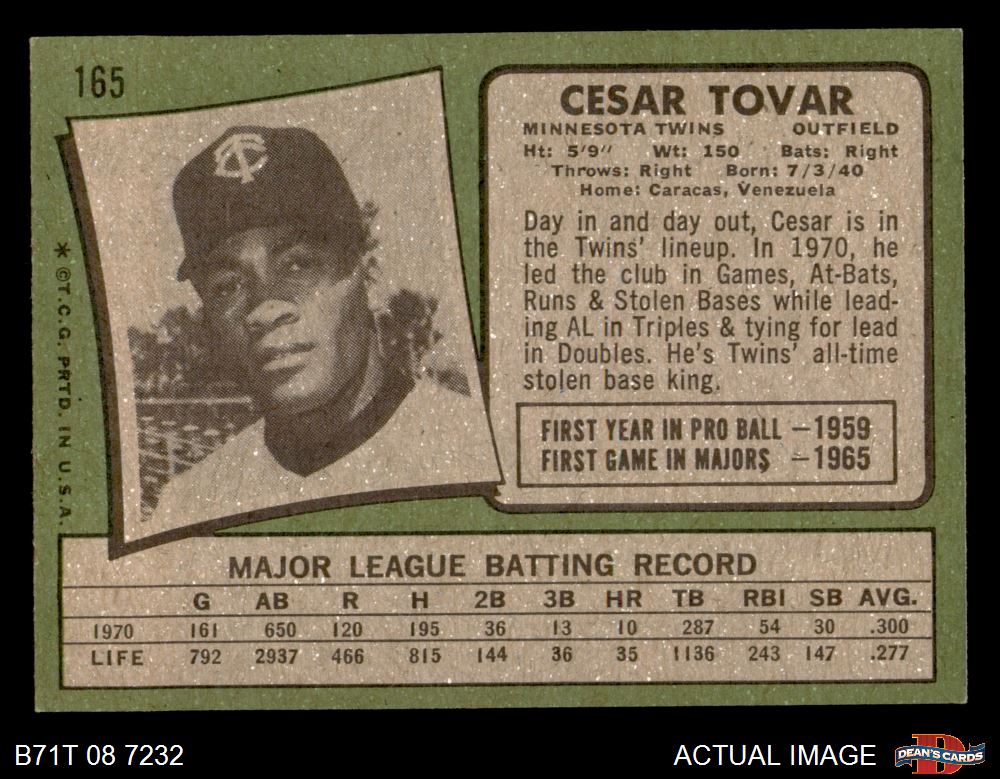 165
TC
CESAR TOVAR
MINNESOTA TWINS OUTFIELD
Ht: 5'9" Wt: 150 Bats: Right
Throws: Right Born: 7/3/40
Home: Caracas, Venezuela
Day in and day out, Cesar is in
the Twins' lineup. In 1970, he
led the club in Games, At-Bats,
Runs & Stolen Bases while lead-
ing AL in Triples & tying for lead
in Doubles. He's Twins' all-time
stolen base king.
FIRST YEAR IN PRO BALL —1959
FIRST GAME IN MAJORS —1965
* ©T.C.G. PRTD. IN U.S.A.
MAJOR LEAGUE BATTING RECORD
G AB R H 2B 3B HR TB RBI SB AVG.
1970 161 650 120 195 36 13 10 287 54 30 .300
LIFE 792 2937 466 815 144 36 35 1136 243 147 .277
B71T 08 7232 ACTUAL IMAGE DEAN'S CARDS